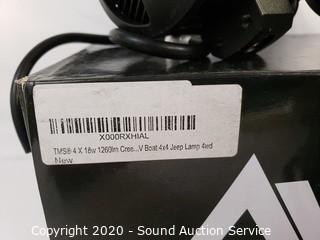 X000RXHIAL
TMS® 4 X 18w 1260lm Cree...V Boat 4x4 Jeep Lamp 4wd
New
Copyright 2020 - Sound Auction Service